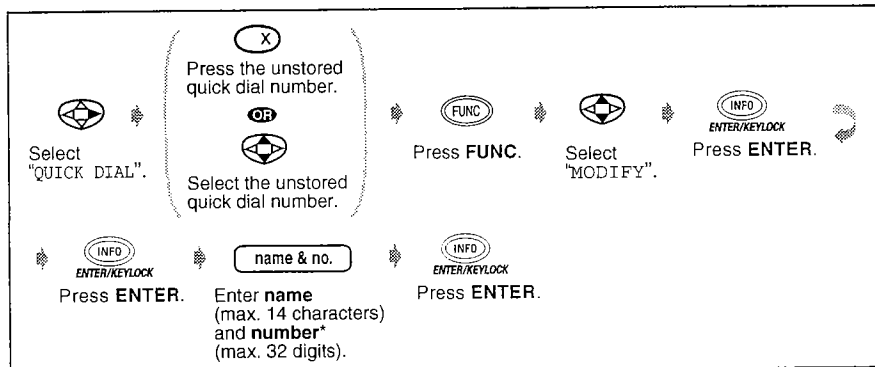 X
Press the unstored
quick dial number.
OR
Select the unstored
quick dial number.
Select
"QUICK DIAL".
FUNC
Press FUNC.
Select
"MODIFY".
INFO
ENTER/KEYLOCK
Press ENTER.
INFO
ENTER/KEYLOCK
Press ENTER.
name & no.
Enter name
(max. 14 characters)
and number*
(max. 32 digits).
INFO
ENTER/KEYLOCK
Press ENTER.